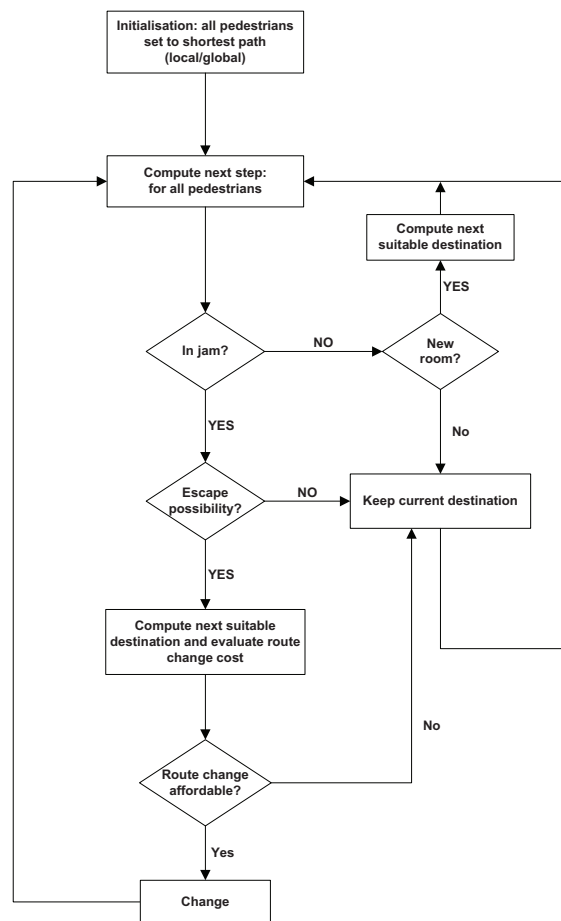 Initialisation: all pedestrians
set to shortest path
(local/global)
Compute next step:
for all pedestrians
Compute next
suitable destination
YES
In jam?
NO
New
room?
YES
No
Escape
possibility?
NO
Keep current destination
YES
Compute next suitable
destination and evaluate route
change cost
No
Route change
affordable?
Yes
Change